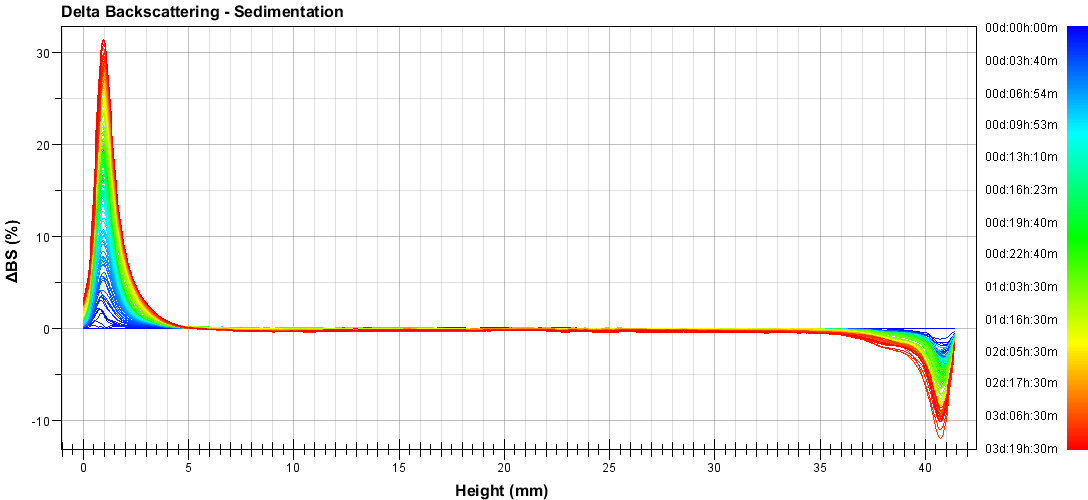 Delta Backscattering - Sedimentation
30
20
10
0
-10
ΔBS (%)
0 5 10 15 20 25 30 35 40
Height (mm)
00d:00h:00m
00d:03h:40m
00d:06h:54m
00d:09h:53m
00d:13h:10m
00d:16h:23m
00d:19h:40m
00d:22h:40m
01d:03h:30m
01d:16h:30m
02d:05h:30m
02d:17h:30m
03d:06h:30m
03d:19h:30m